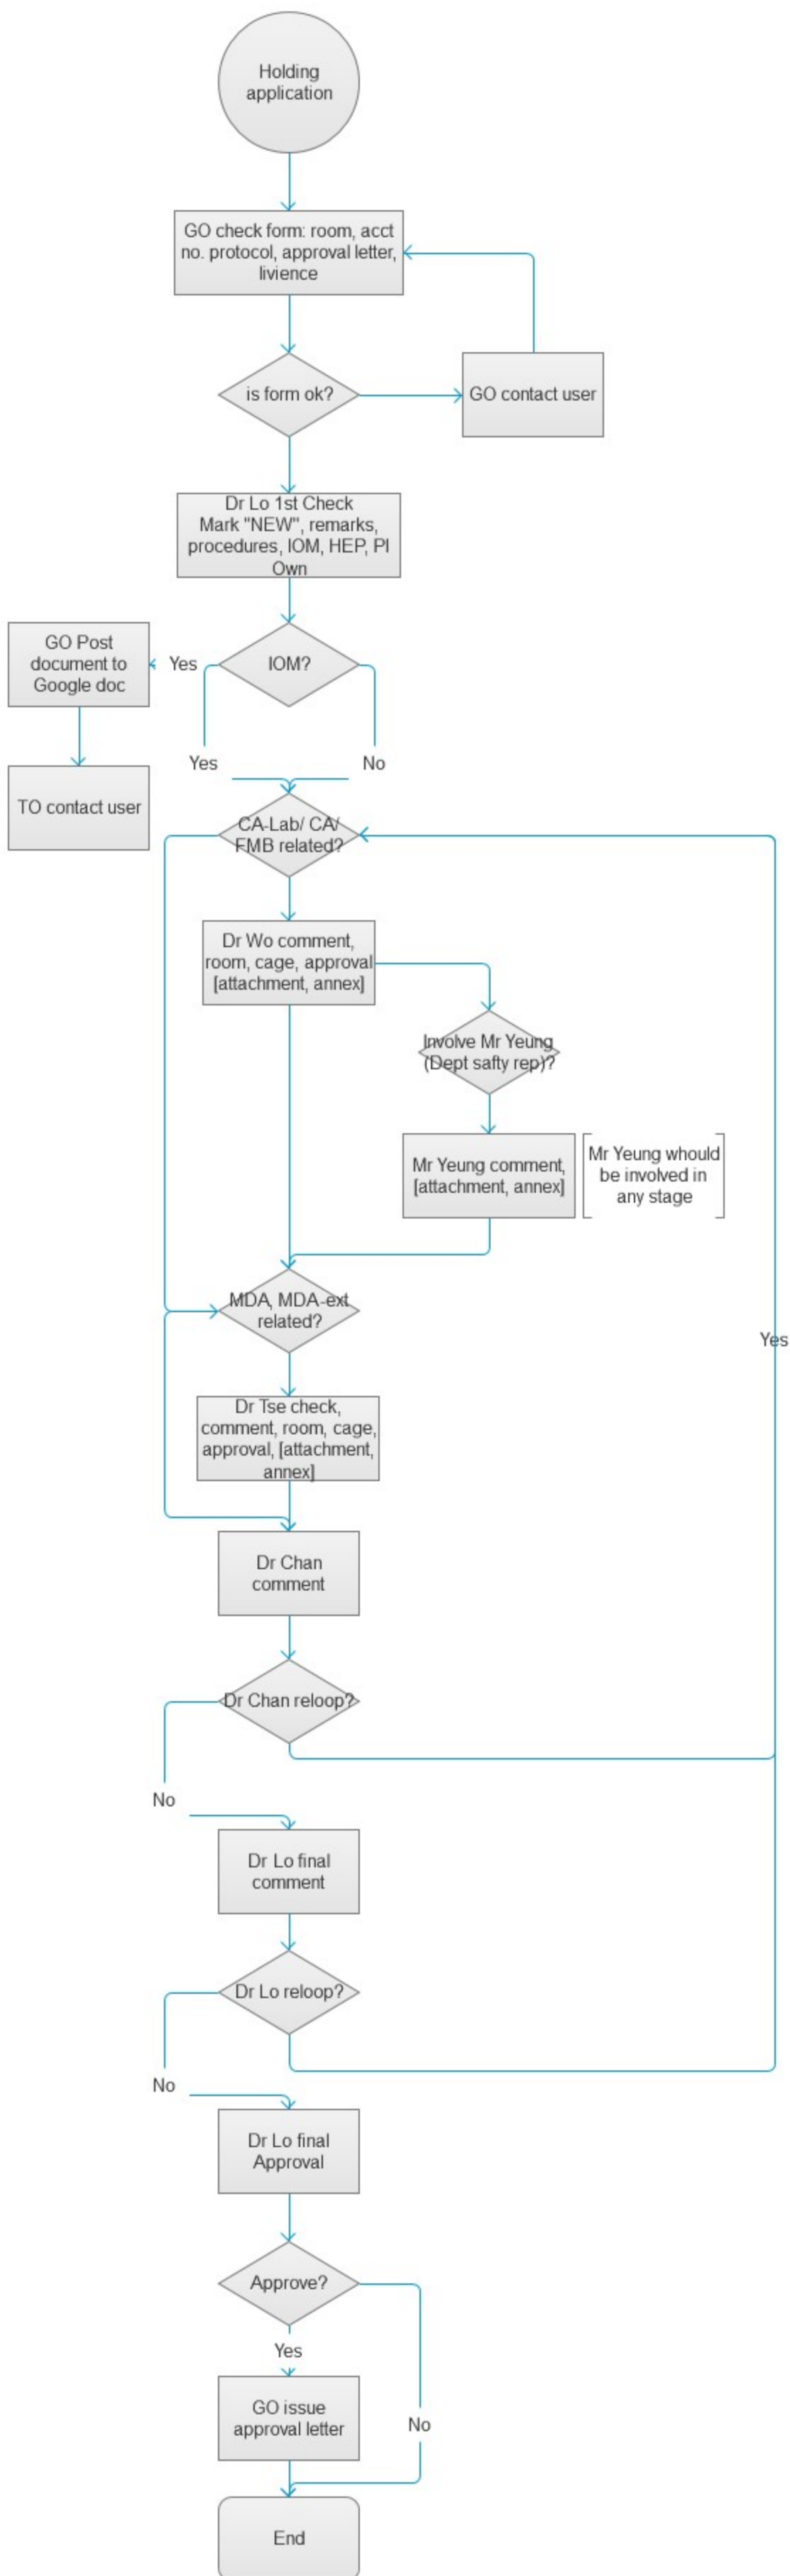 Holding
application
GO check form: room, acct
no. protocol, approval letter,
livience
is form ok?
GO contact user
Dr Lo 1st Check
Mark "NEW", remarks,
procedures, IOM, HEP, PI
Own
GO Post
document to
Google doc
Yes
IOM?
Yes
No
TO contact user
CA-Lab/ CA/
FMB related?
Dr Wo comment,
room, cage, approval
[attachment, annex]
Involve Mr Yeung
(Dept safty rep)?
Mr Yeung comment,
[attachment, annex]
Mr Yeung whould
be involved in
any stage
MDA, MDA-ext
related?
Yes
Dr Tse check,
comment, room, cage,
approval, [attachment,
annex]
Dr Chan
comment
Dr Chan reloop?
No
Dr Lo final
comment
Dr Lo reloop?
No
Dr Lo final
Approval
Approve?
Yes
GO issue
approval letter
No
End